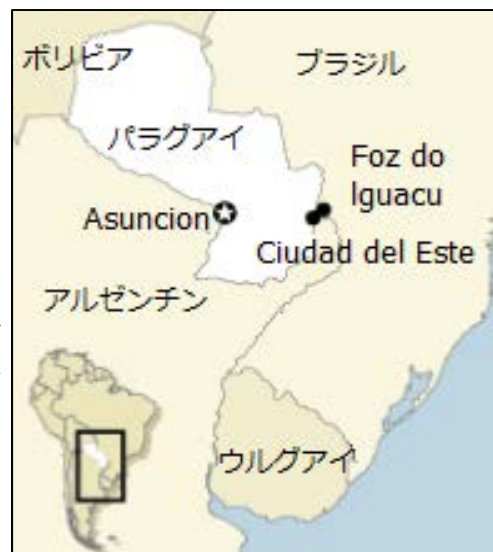 ボリビア
ブラジル
パラグアイ
Foz do
Iguacu
Asuncion
Ciudad del Este
アルゼンチン
ウルグアイ